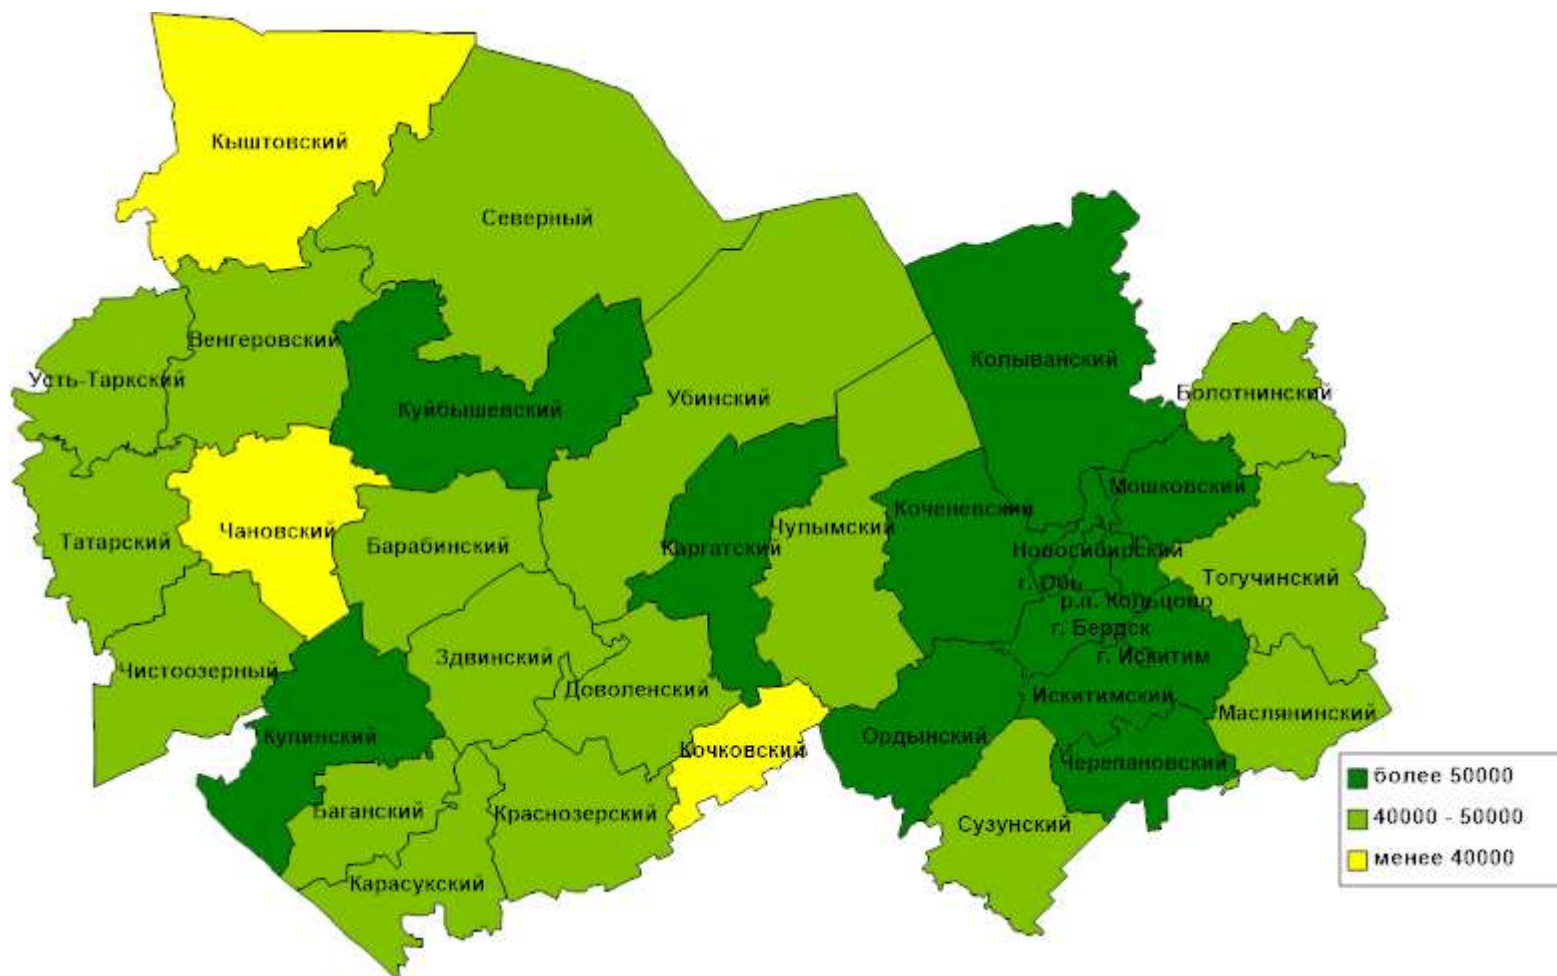 Кыштовский
Северный
Венгеровский
Усть-Таркский
Колыванский
Болотнинский
Убинский
Куйбышевский
Мошковский
Коченевский
Чупымский
Чановский
Татарский
Барабинский
Каргатский
Новосибирский
Тогучинский
г. Обь
р.п. Кольцово
г. Бердск
г. Искитим
Здвинский
Чистоозерный
Доволенский
Искитимский
Маслянинский
Купинский
Кочковский
Ордынский
Черепановский
Баганский
Краснозерский
Сузунский
Карасукский
более 50000
40000 - 50000
менее 40000